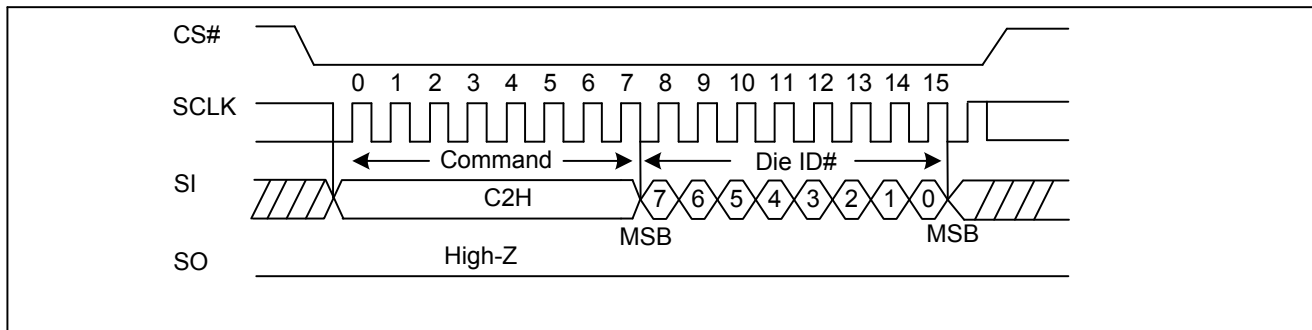 CS#
0 1 2 3 4 5 6 7 8 9 10 11 12 13 14 15
SCLK
Command Die ID#
SI
C2H 7 6 5 4 3 2 1 0
MSB MSB
SO High-Z